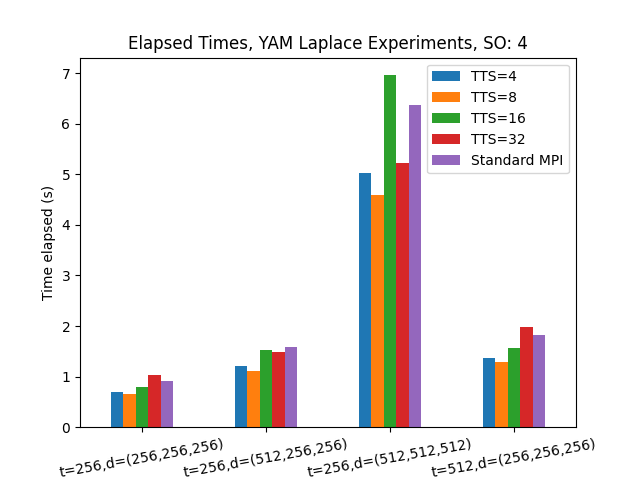 Elapsed Times, YAM Laplace Experiments, SO: 4
Time elapsed (s)
7
6
5
4
3
2
1
0
TTS=4
TTS=8
TTS=16
TTS=32
Standard MPI
t=256,d=(256,256,256)
t=256,d=(512,256,256)
t=256,d=(512,512,512)
t=512,d=(256,256,256)